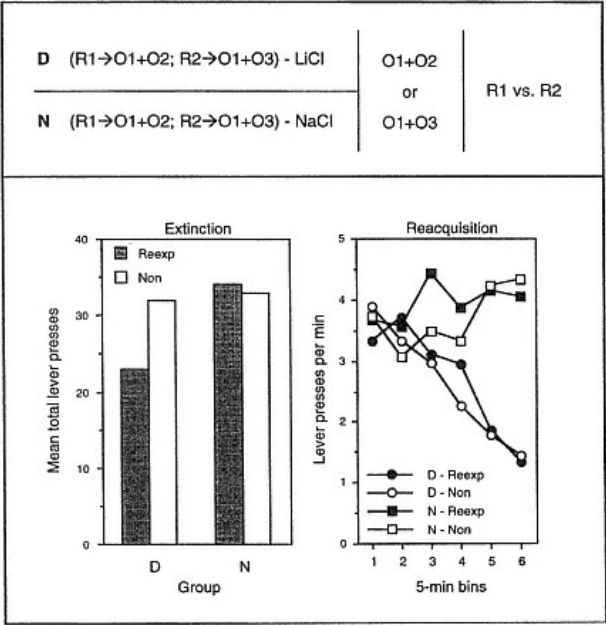 D (R1→O1+O2; R2→O1+O3) - LiCl
N (R1→O1+O2; R2→O1+O3) - NaCl
O1+O2
or
O1+O3
R1 vs. R2
Extinction
Mean total lever presses
40
30
20
10
0
Reexp
Non
D N
Group
Reacquisition
Lever presses per min
5
4
3
2
1
0
D - Reexp
D - Non
N - Reexp
N - Non
1 2 3 4 5 6
5-min bins